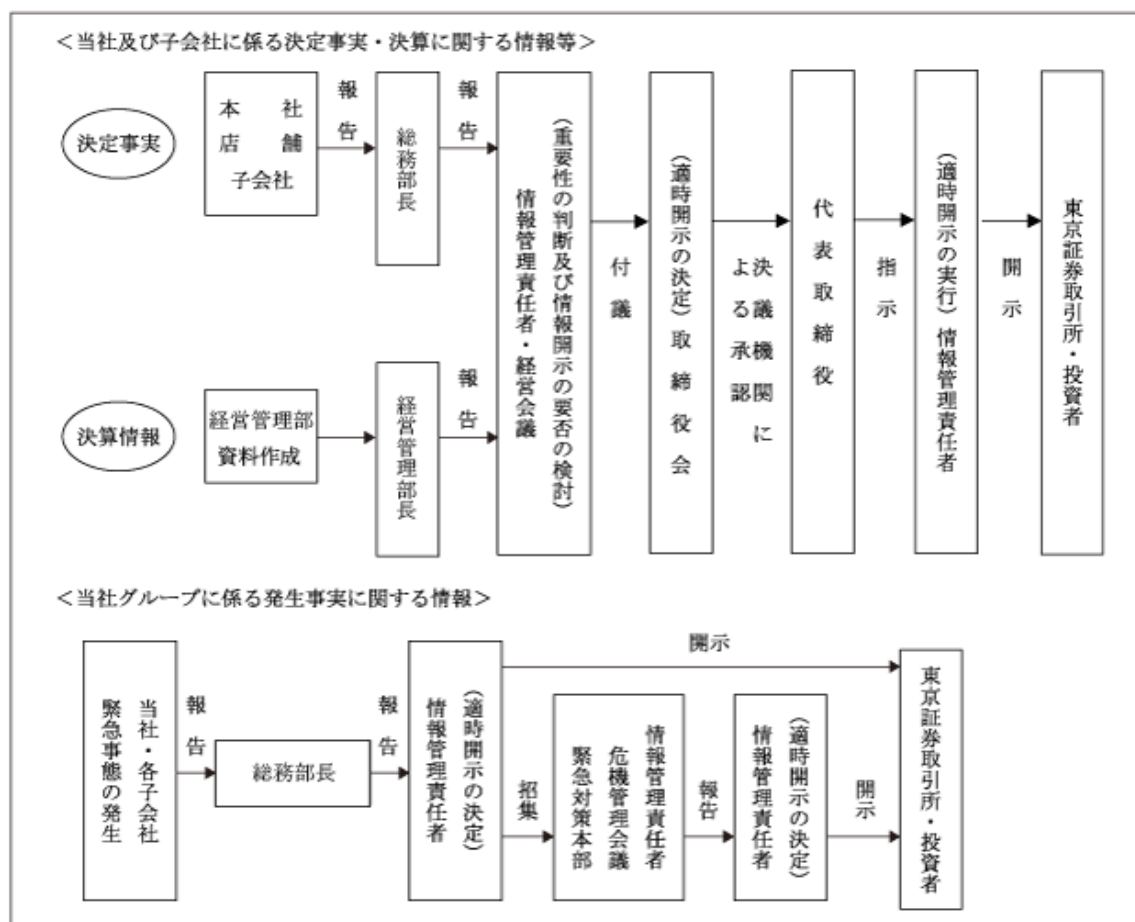 ＜当社及び子会社に係る決定事実・決算に関する情報等＞
決定事実
本社
店舗
子会社
報告
総務部長
報告
決算情報
経営管理部
資料作成
経営管理部長
報告
（重要性の判断及び情報開示の要否の検討）
情報管理責任者・経営会議
付議
（適時開示の決定）取締役会
決議機関に
よる承認
代表取締役
指示
（適時開示の実行）情報管理責任者
開示
東京証券取引所・投資者
＜当社グループに係る発生事実に関する情報＞
当社・各子会社
緊急事態の発生
報告
総務部長
報告
（適時開示の決定）
情報管理責任者
開示
招集
情報管理責任者
危機管理会議
緊急対策本部
報告
（適時開示の決定）
情報管理責任者
開示
東京証券取引所・投資者